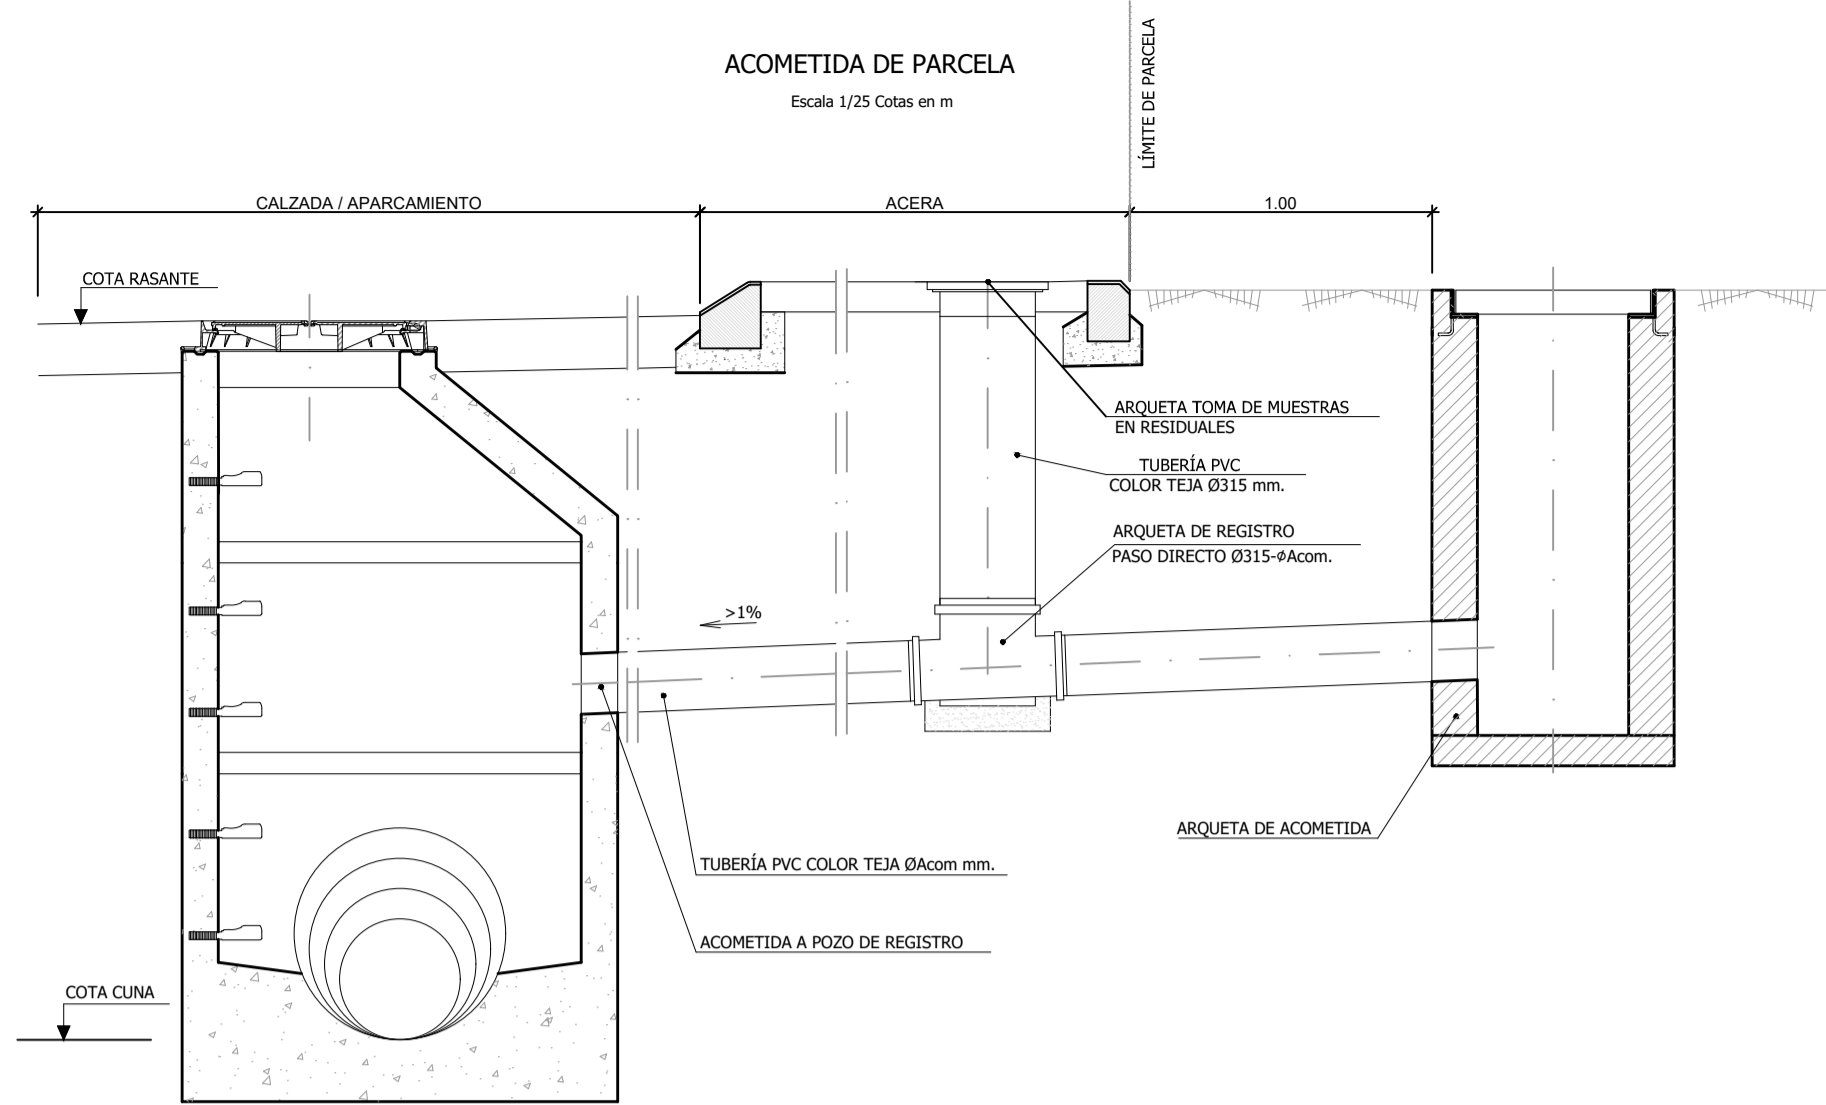 ACOMETIDA DE PARCELA
Escala 1/25 Cotas en m
LÍMITE DE PARCELA
CALZADA / APARCAMIENTO
ACERA
1.00
COTA RASANTE
ARQUETA TOMA DE MUESTRAS
EN RESIDUALES
TUBERÍA PVC
COLOR TEJA Ø315 mm.
ARQUETA DE REGISTRO
PASO DIRECTO Ø315-φAcom.
>1%
ARQUETA DE ACOMETIDA
TUBERÍA PVC COLOR TEJA ØAcom mm.
ACOMETIDA A POZO DE REGISTRO
COTA CUNA